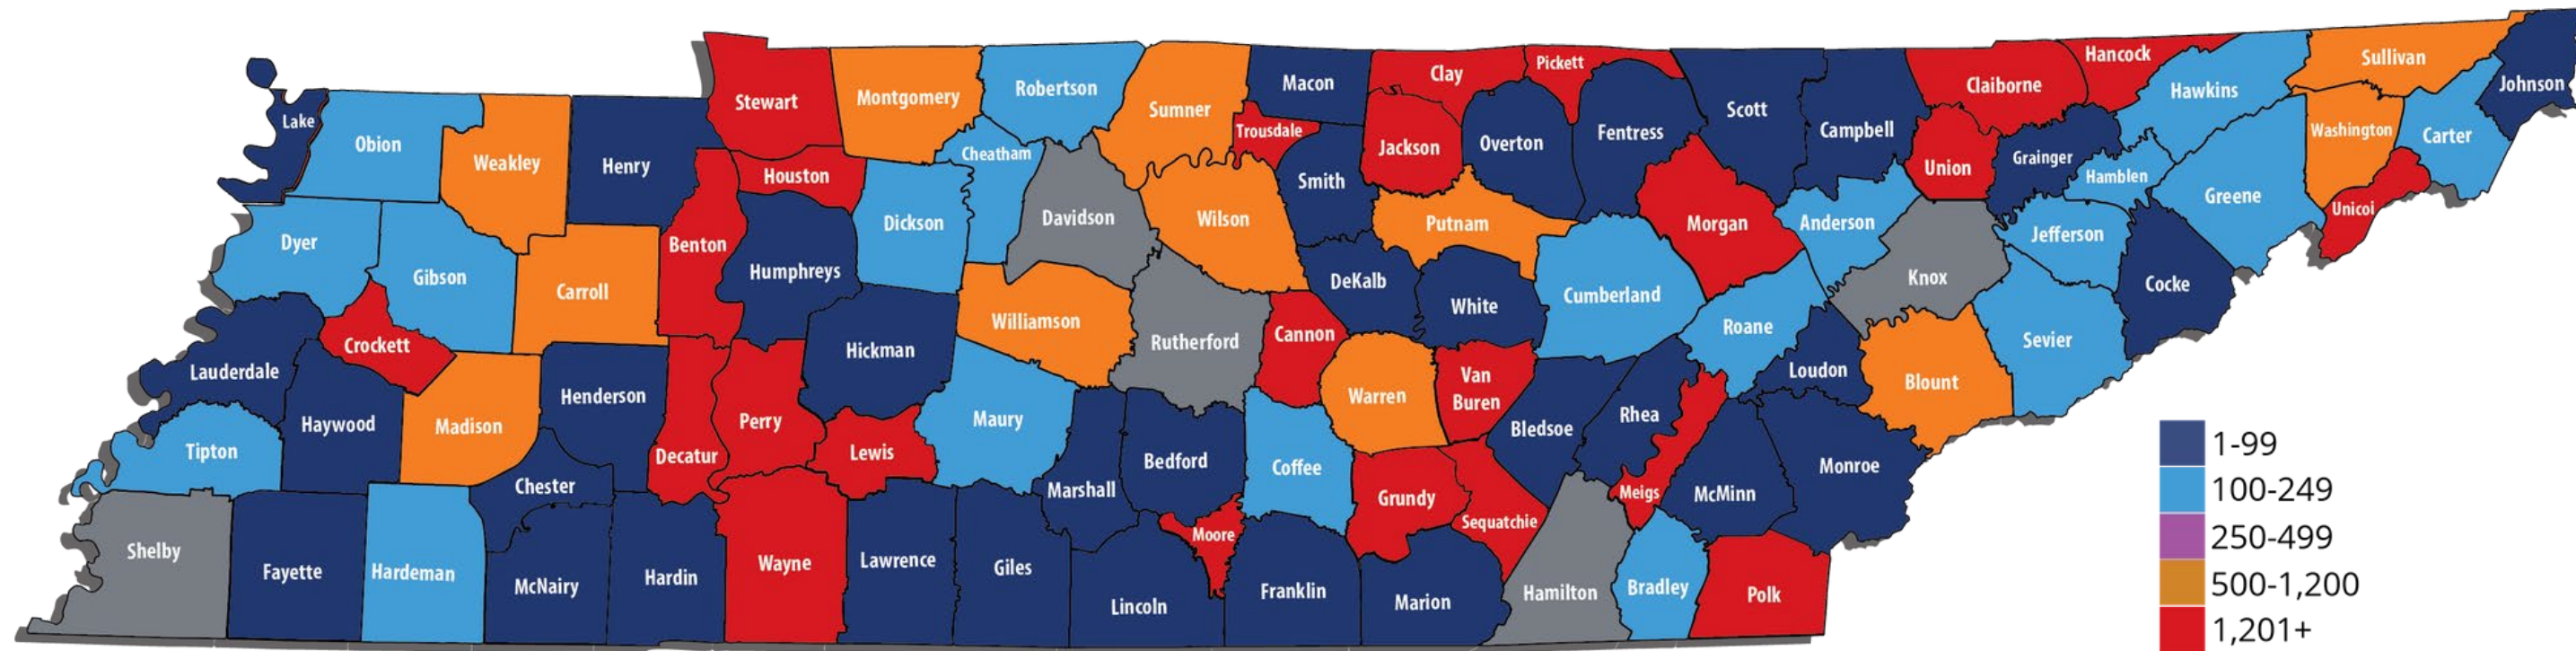 Lake
Obion
Weakley
Henry
Stewart
Montgomery
Robertson
Sumner
Macon
Clay
Pickett
Scott
Campbell
Claiborne
Hancock
Hawkins
Sullivan
Johnson
Trousdale
Jackson
Overton
Fentress
Washington
Carter
Cheatham
Houston
Smith
Union
Grainger
Hamblen
Greene
Unicoi
Dyer
Gibson
Carroll
Benton
Humphreys
Dickson
Davidson
Wilson
Putnam
Morgan
Anderson
Jefferson
Knox
Cocke
DeKalb
White
Cumberland
Roane
Sevier
Crockett
Lauderdale
Haywood
Madison
Henderson
Decatur
Perry
Hickman
Williamson
Rutherford
Cannon
Warren
Van
Buren
Bledsoe
Rhea
Loudon
Blount
Tipton
Chester
Lewis
Maury
Marshall
Bedford
Coffee
Grundy
Sequatchie
Meigs
McMinn
Monroe
Shelby
Fayette
Hardeman
McNairy
Hardin
Wayne
Lawrence
Giles
Lincoln
Moore
Franklin
Marion
Hamilton
Bradley
Polk
1-99
100-249
250-499
500-1,200
1,201+